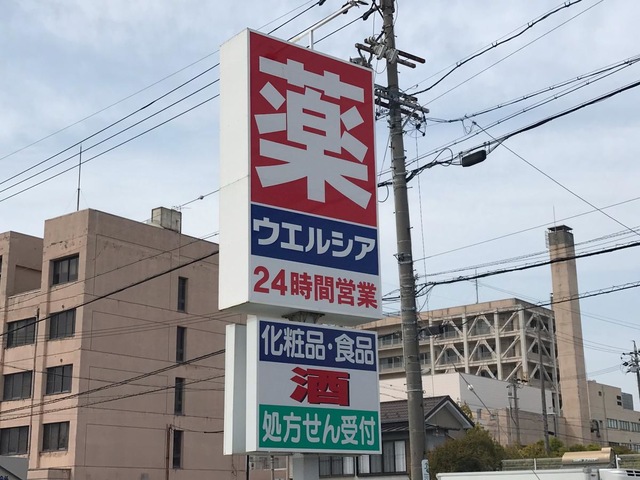 薬
ウエルシア
24時間営業
化粧品・食品
酒
処方せん受付